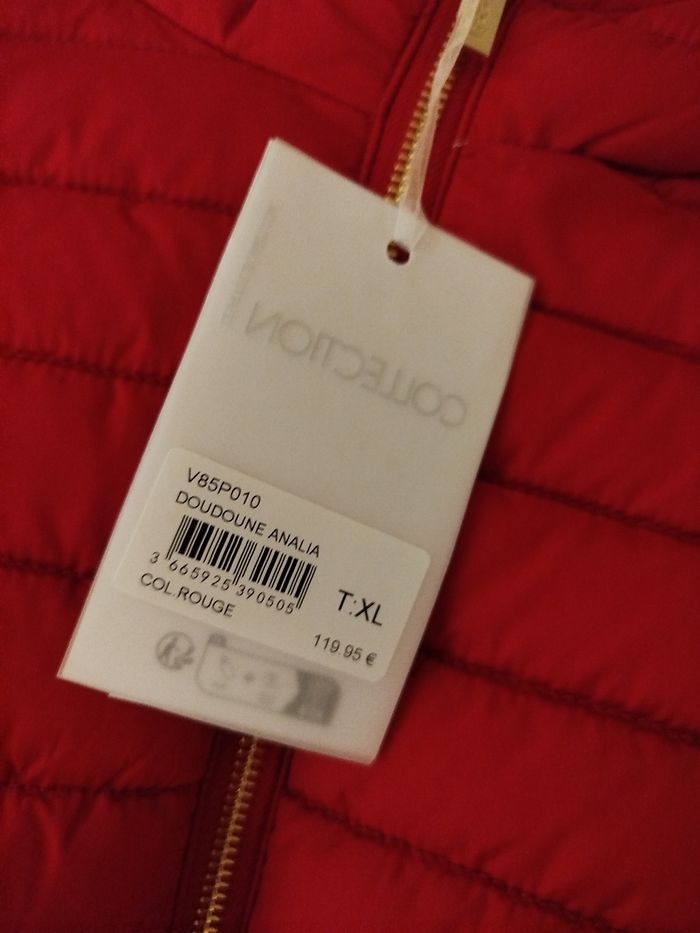 COLLECTION
V85P010
DOUDOUNE ANALIA
3 665925 390505
COL.ROUGE
T:XL
119.95 €